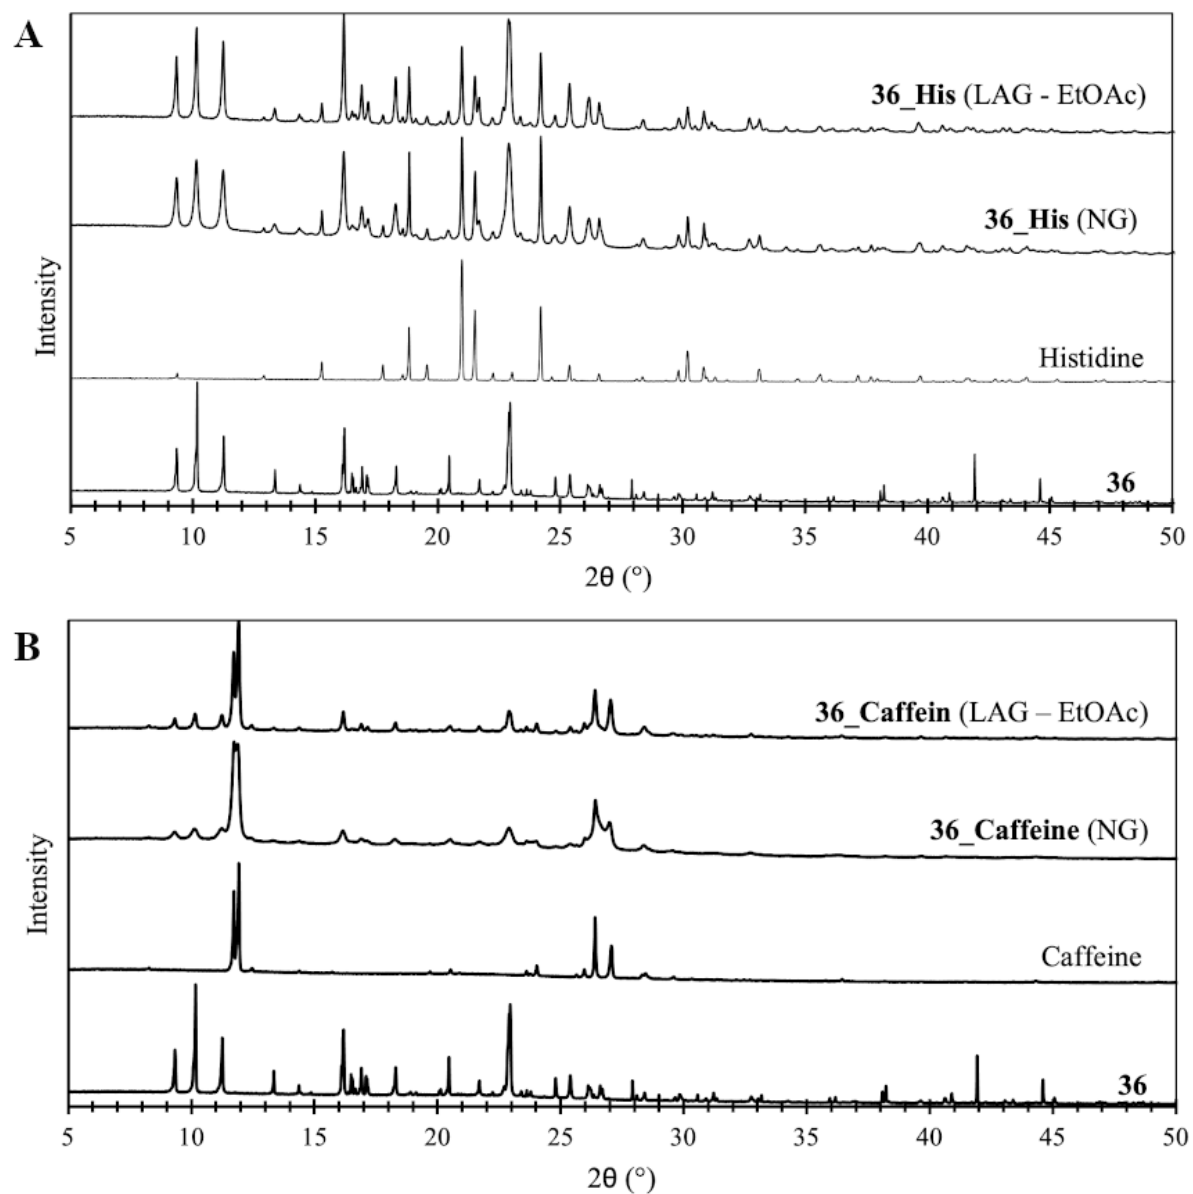 A
36_His (LAG - EtOAc)
36_His (NG)
Histidine
36
Intensity
5 10 15 20 25 30 35 40 45 50
2θ (°)
B
36_Caffein (LAG – EtOAc)
36_Caffeine (NG)
Caffeine
36
Intensity
5 10 15 20 25 30 35 40 45 50
2θ (°)